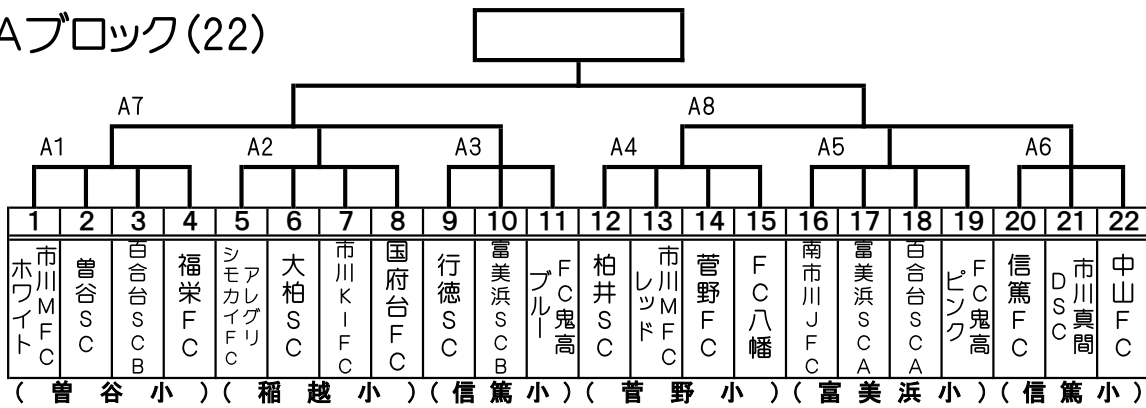 Aブロック(22)
A7 A8
A1 A2 A3 A4 A5 A6
1 2 3 4 5 6 7 8 9 10 11 12 13 14 15 16 17 18 19 20 21 22
市川MFC
ホワイト
曽谷SC
百合台SCB
福栄FC
アレグリ
シモカイFC
大柏SC
市川KIFC
国府台FC
行徳SC
富美浜SCB
FC鬼高
ブルー
柏井SC
市川MFC
レッド
菅野FC
FC八幡
南市川JFC
富美浜SCA
百合台SCA
FC鬼高
ピンク
信篤FC
市川真間
DSC
中山FC
(曽谷小)(稲越小)(信篤小)(菅野小)(富美浜小)(信篤小)